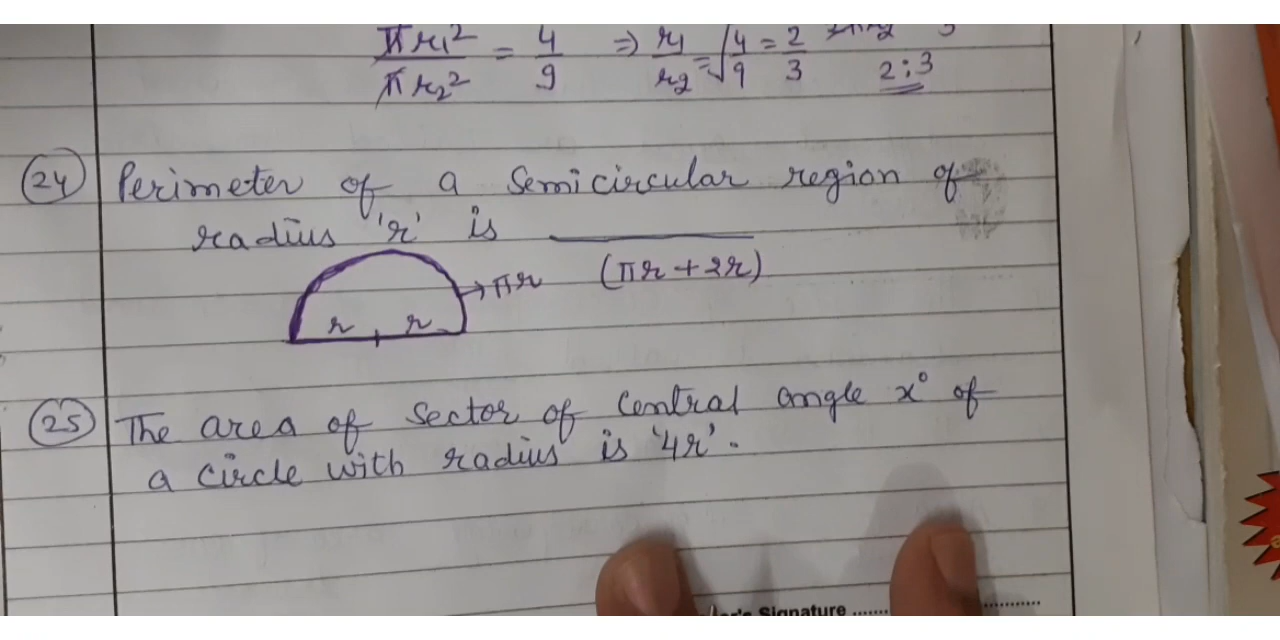 πr₁² / πr₂² = 4/9 ⇒ r₁/r₂ = √4/9 = 2/3
2:3
(24) Perimeter of a semicircular region of
radius 'r' is ________
→πr (πr + 2r)
r r
(25) The area of sector of central angle x° of
a circle with radius is '4r'.
Signature ...... ............